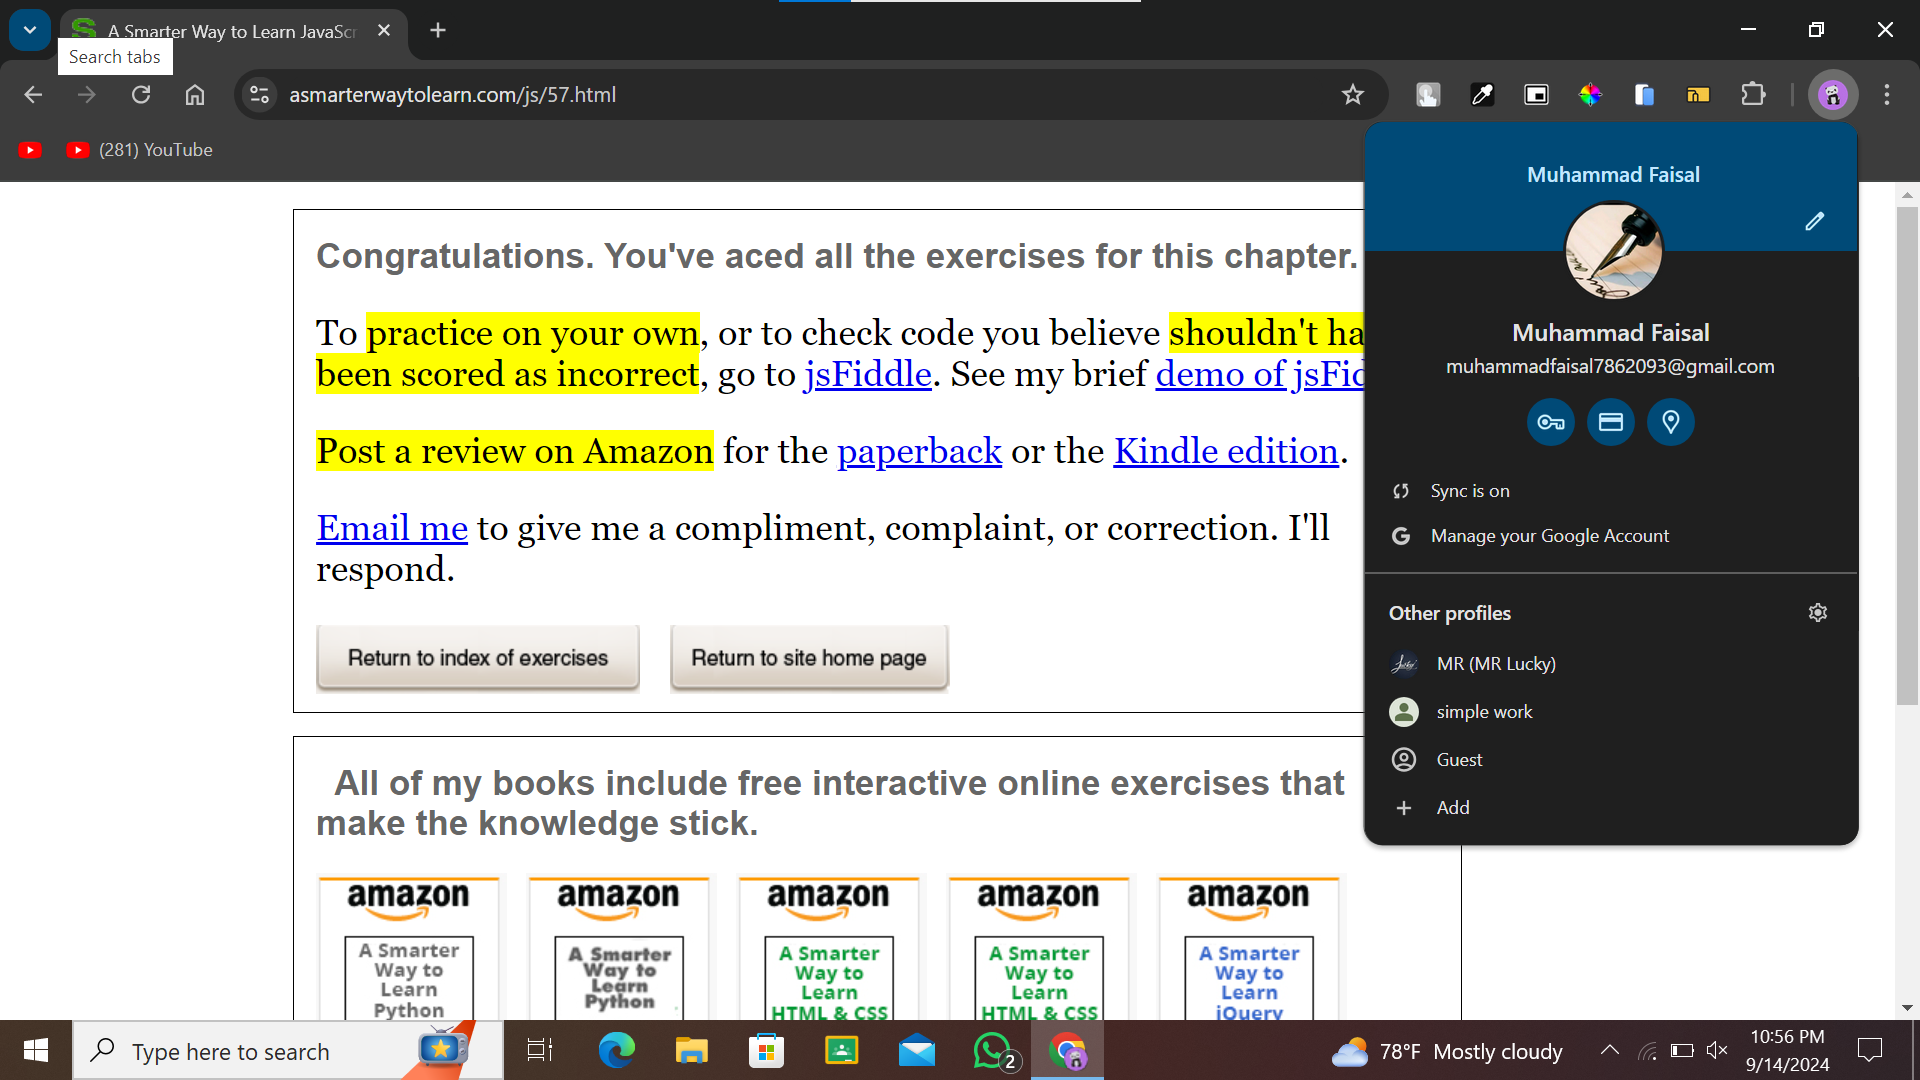 A Smarter Way to Learn JavaScr
Search tabs
asmarterwaytolearn.com/js/57.html
(281) YouTube
Congratulations. You've aced all the exercises for this chapter.
To practice on your own, or to check code you believe shouldn't ha
been scored as incorrect, go to jsFiddle. See my brief demo of jsFid
Post a review on Amazon for the paperback or the Kindle edition.
Email me to give me a compliment, complaint, or correction. I'll
respond.
Return to index of exercises
Return to site home page
All of my books include free interactive online exercises that
make the knowledge stick.
amazon
A Smarter
Way to
Learn
Python
amazon
A Smarter
Way to
Learn
Python
amazon
A Smarter
Way to
Learn
HTML & CSS
amazon
A Smarter
Way to
Learn
HTML & CSS
amazon
A Smarter
Way to
Learn
jQuery
Muhammad Faisal
Muhammad Faisal
muhammadfaisal7862093@gmail.com
Sync is on
Manage your Google Account
Other profiles
MR (MR Lucky)
simple work
Guest
Add
Type here to search
2
78°F Mostly cloudy
10:56 PM
9/14/2024